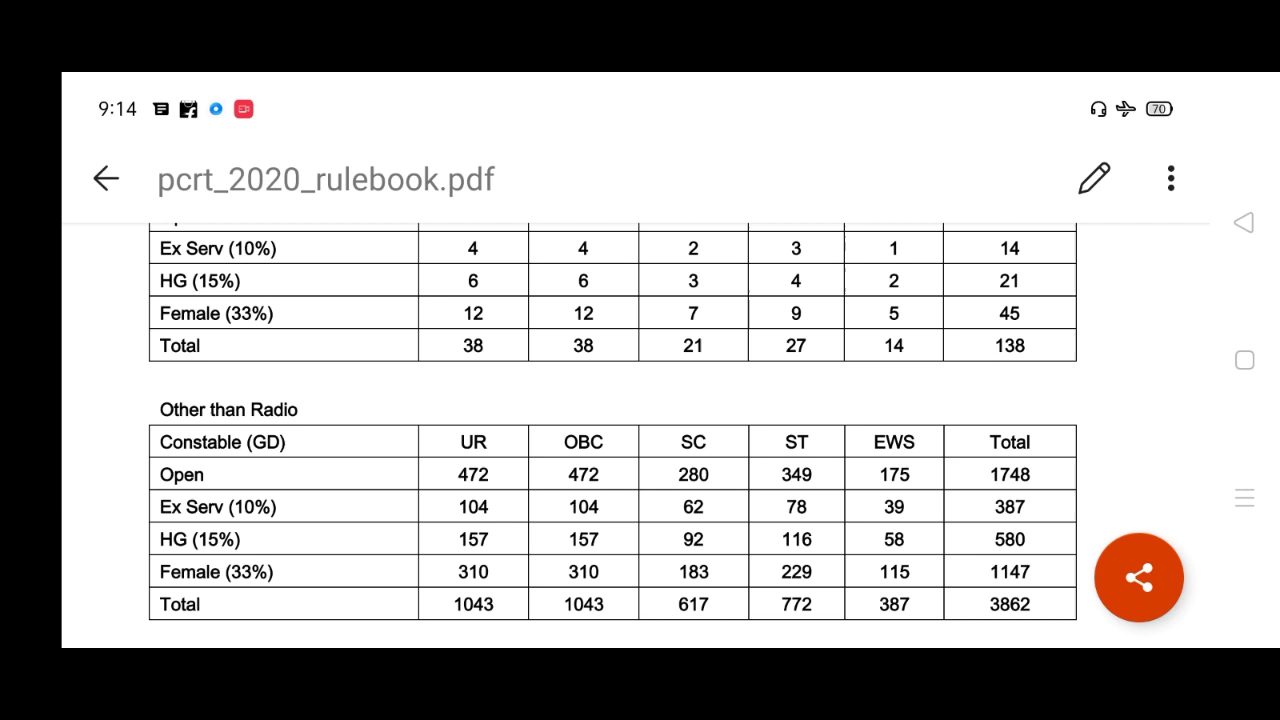 9:14 70
pcrt_2020_rulebook.pdf
Ex Serv (10%) 4 4 2 3 1 14
HG (15%) 6 6 3 4 2 21
Female (33%) 12 12 7 9 5 45
Total 38 38 21 27 14 138
Other than Radio
Constable (GD) UR OBC SC ST EWS Total
Open 472 472 280 349 175 1748
Ex Serv (10%) 104 104 62 78 39 387
HG (15%) 157 157 92 116 58 580
Female (33%) 310 310 183 229 115 1147
Total 1043 1043 617 772 387 3862